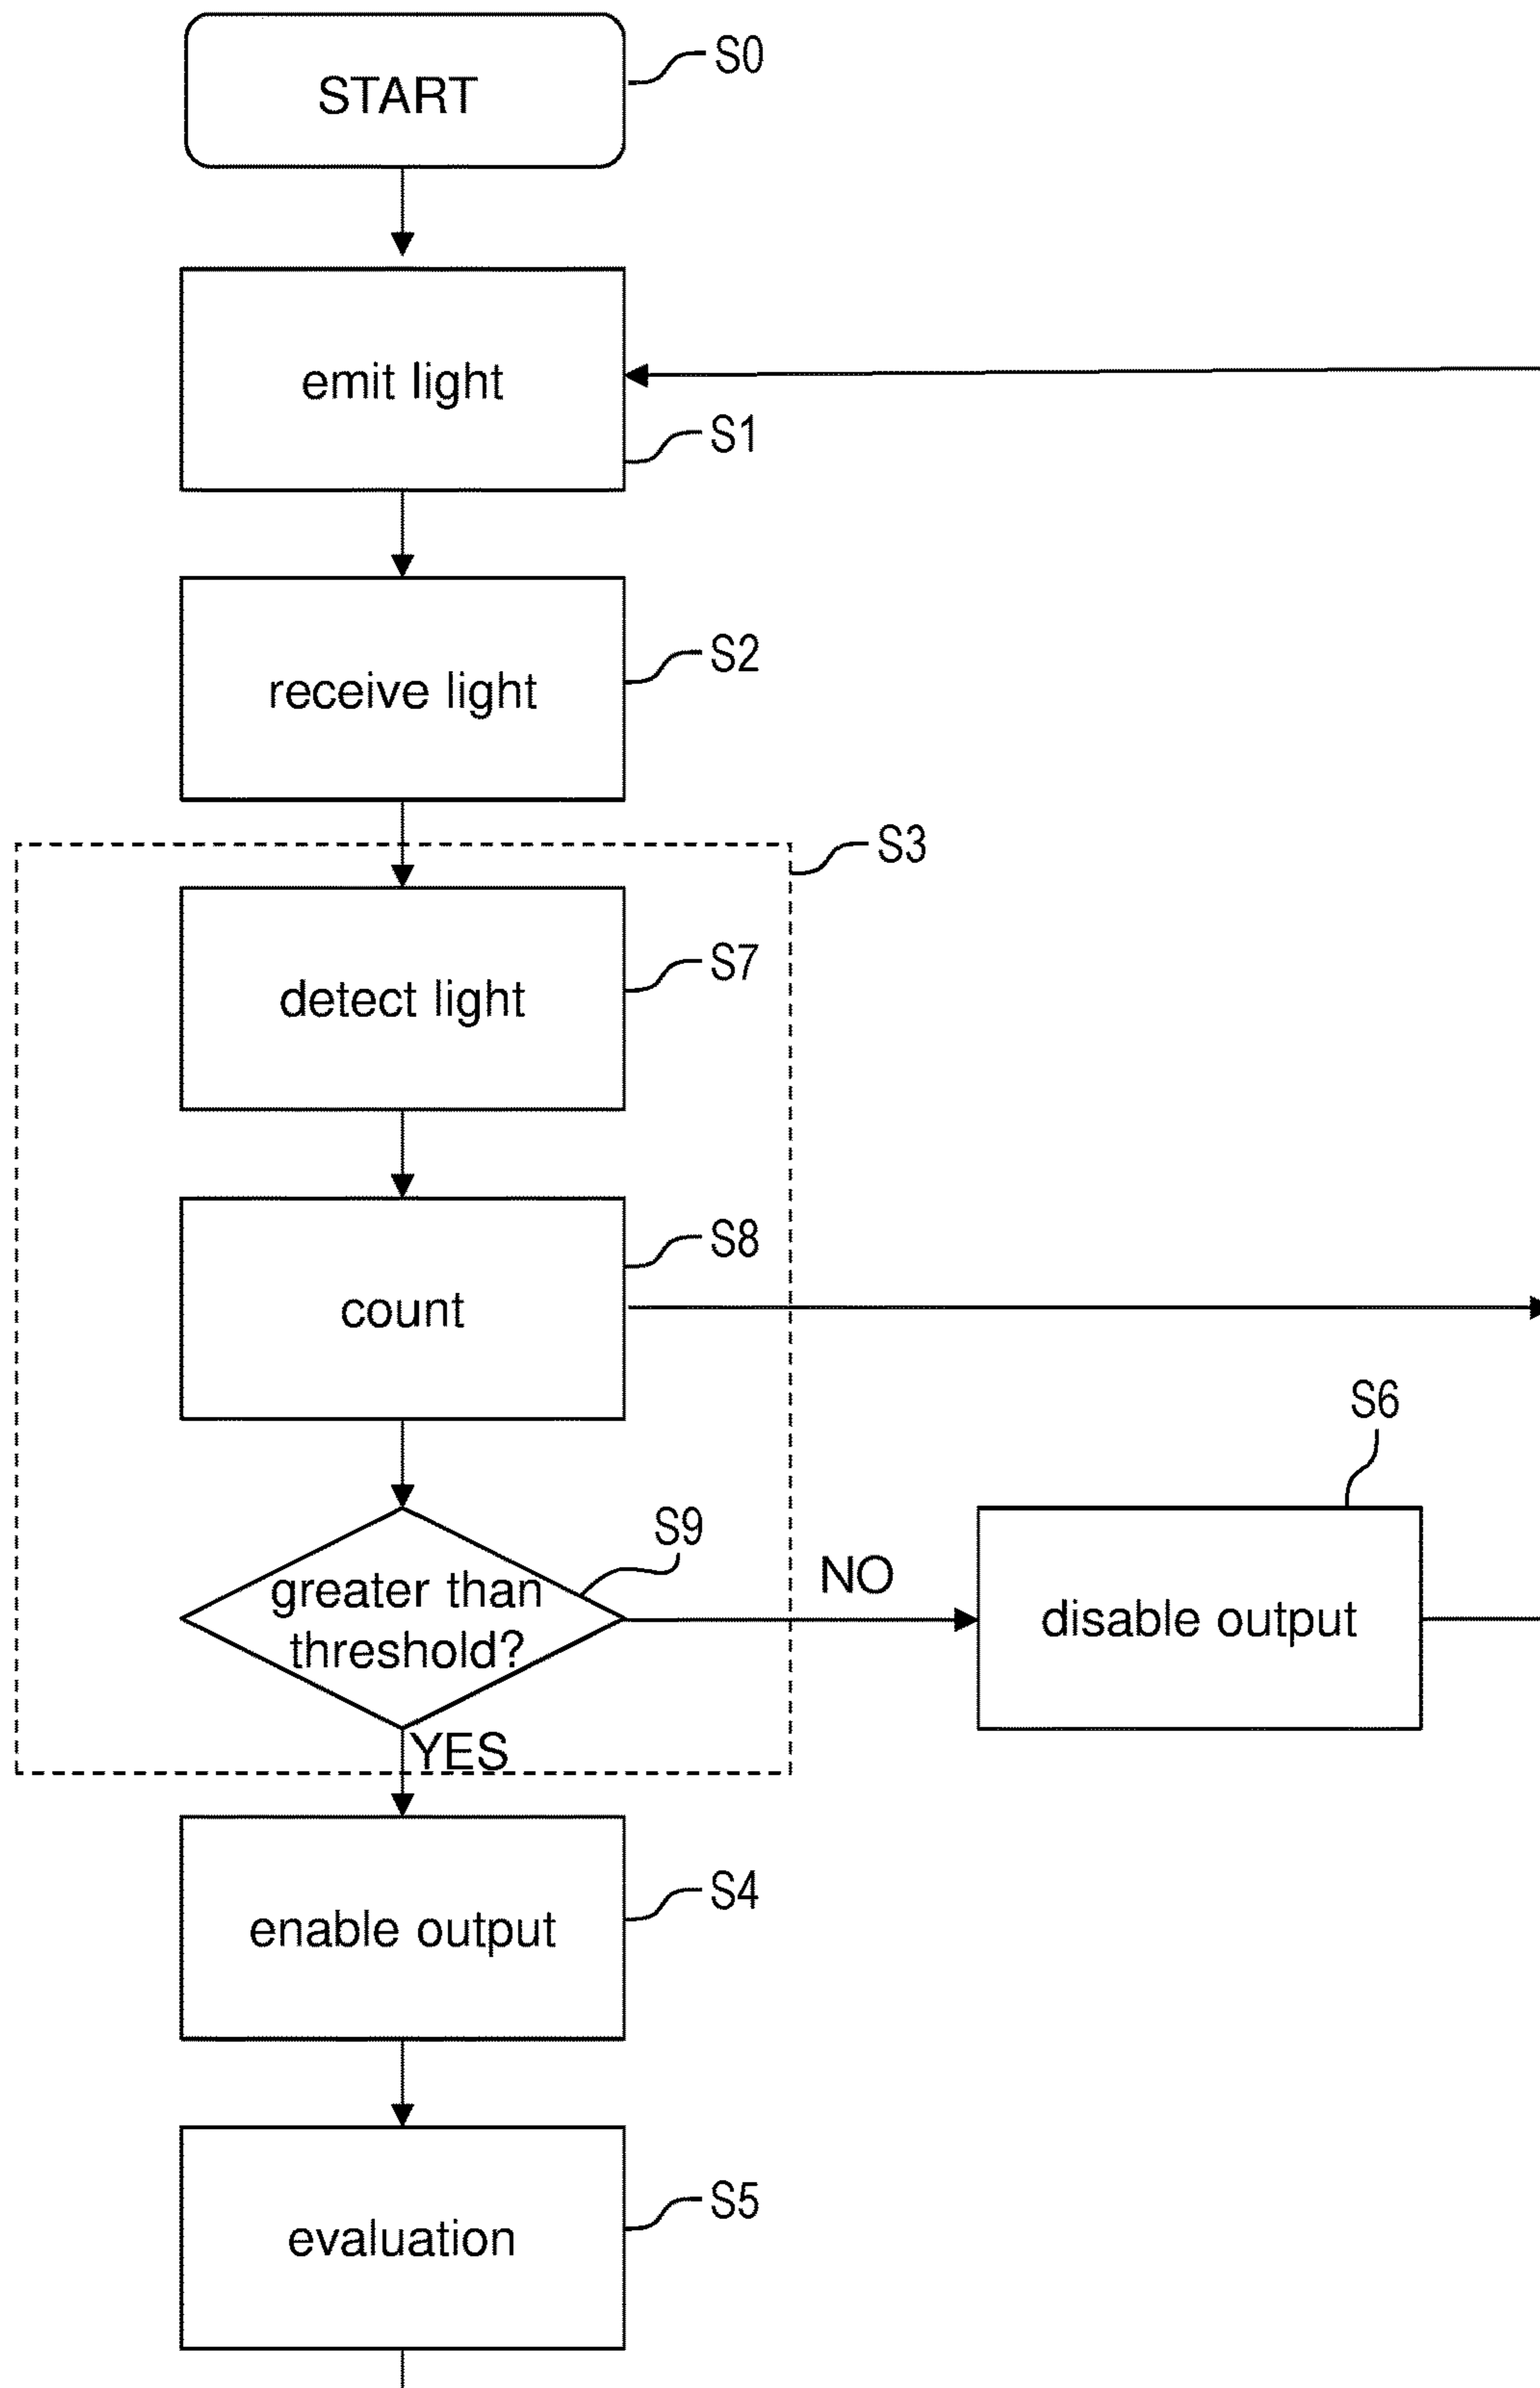 START
S0
emit light
S1
receive light
S2
S3
detect light
S7
count
S8
greater than
threshold?
S9
NO
disable output
S6
YES
enable output
S4
evaluation
S5